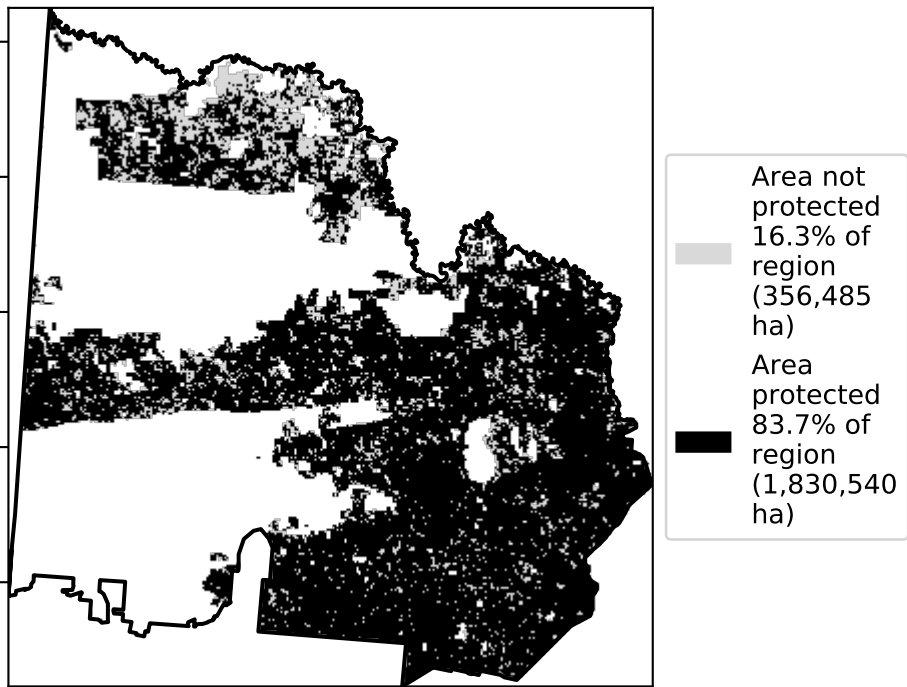 Area not
protected
16.3% of
region
(356,485
ha)
Area
protected
83.7% of
region
(1,830,540
ha)